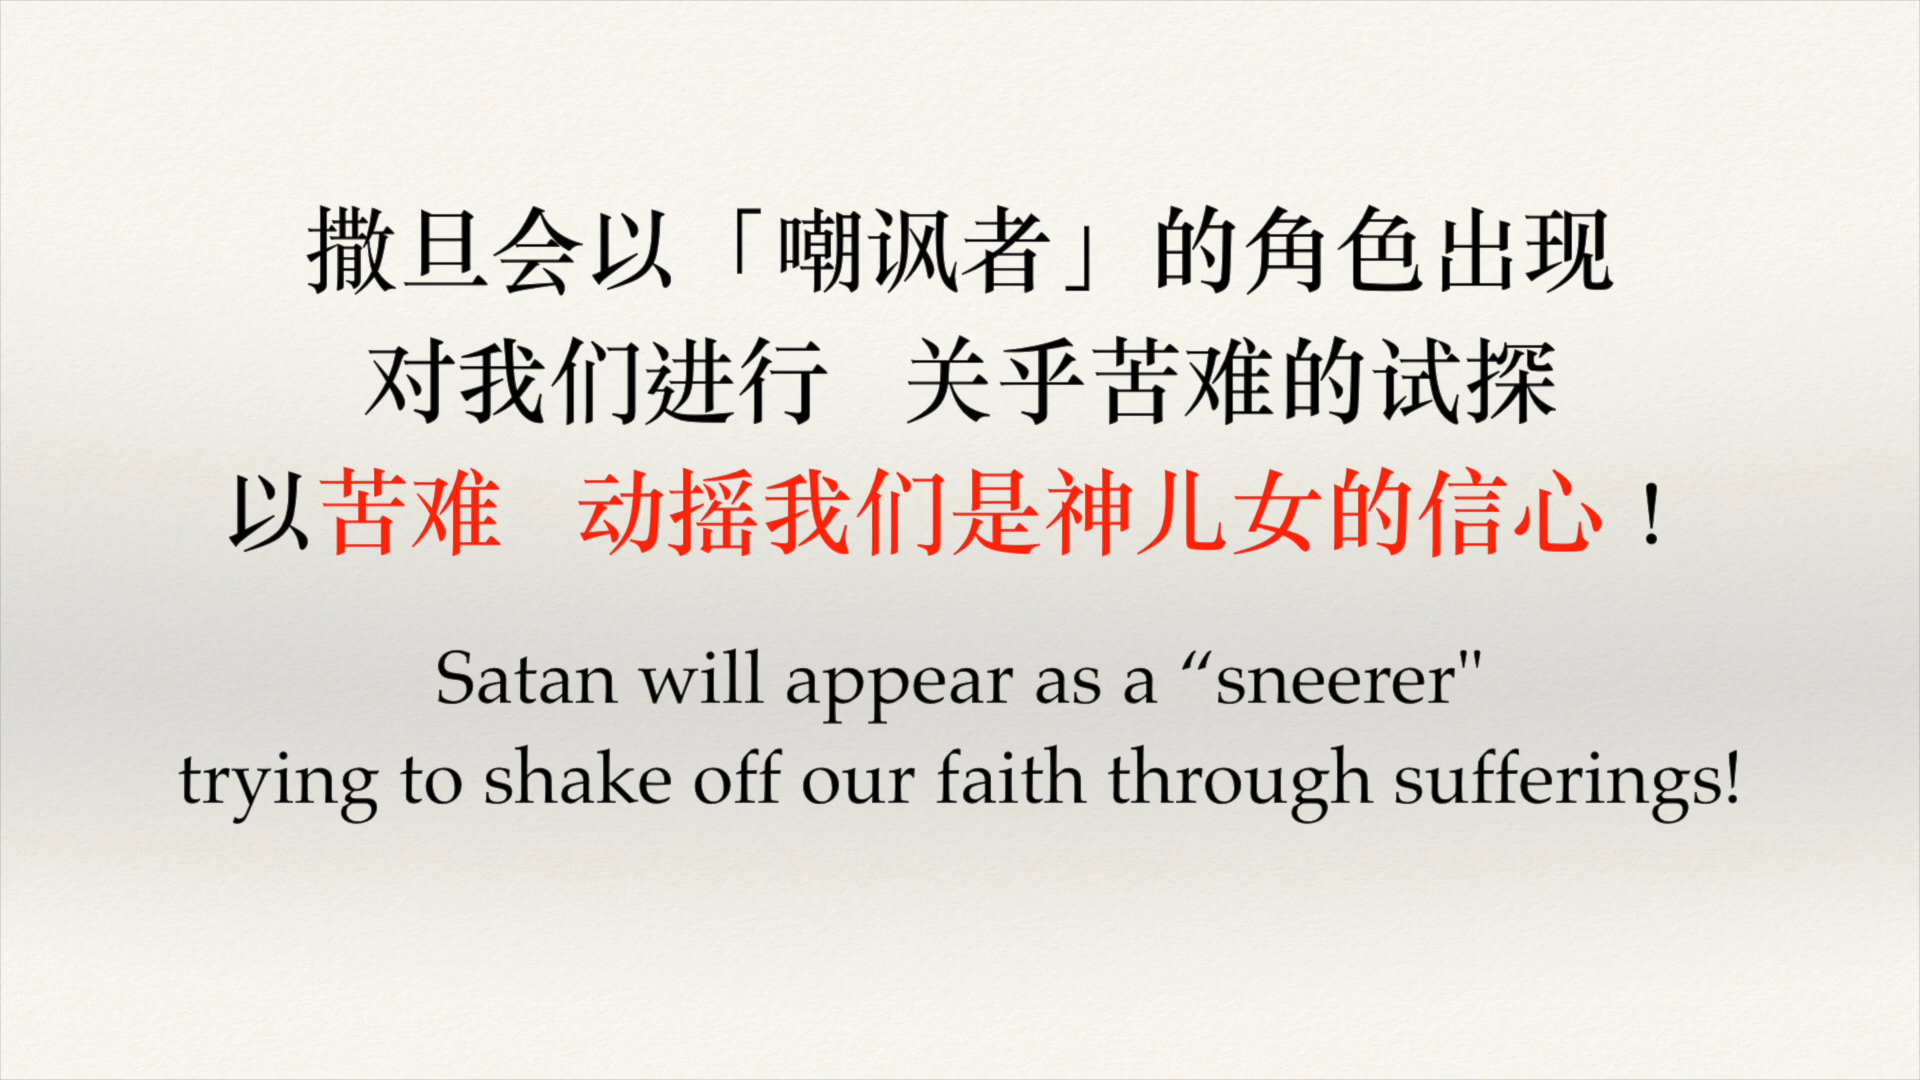 撒旦会以「嘲讽者」的角色出现
对我们进行 关乎苦难的试探
以苦难 动摇我们是神儿女的信心！
Satan will appear as a “sneerer"
trying to shake off our faith through sufferings!